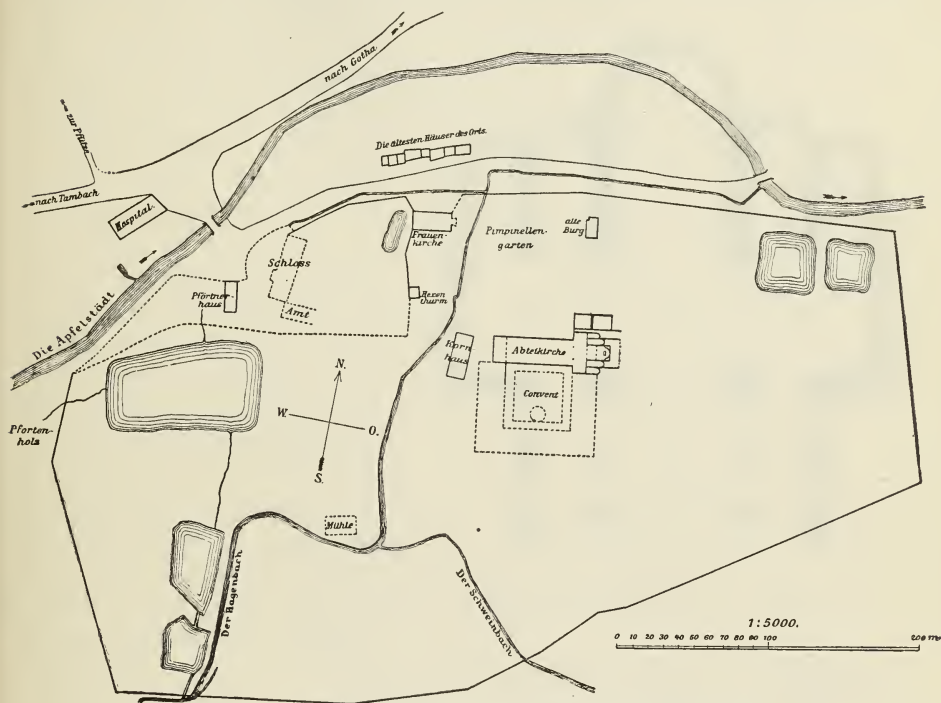 nach Gotha
zur Pfütze
nach Tambach
Hospital.
Die ältesten Häuser des Orts.
Frauen-
kirche
Pimpinellen-
garten
alte
Burg
Schloss
Pförtner-
haus
Amt
Hexen
thurm
Die Apfelstädt
Korn
haus
Abteikirche
Convent
N.
W.
O.
S.
Pforten-
holz
Mühle
Der Hagenbach
Der Schweinbach
1:5000.
0 10 20 30 40 50 60 70 80 90 100 200 m